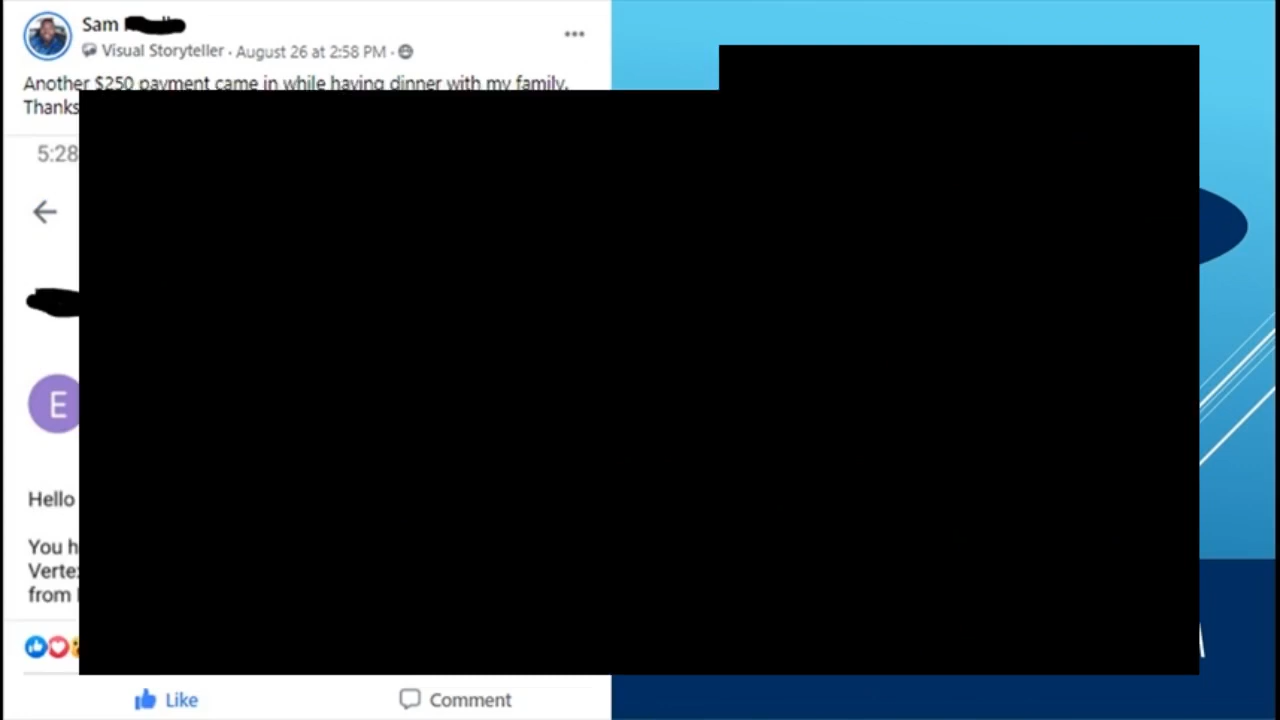 Sam
Visual Storyteller · August 26 at 2:58 PM ·
Another $250 payment came in while having dinner with my family.
Thanks
5:28
E
Hello
You
from
Like
Comment